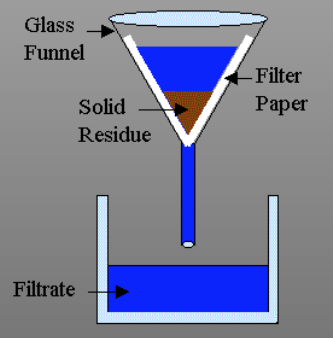 Glass
Funnel
Filter
Paper
Solid
Residue
Filtrate